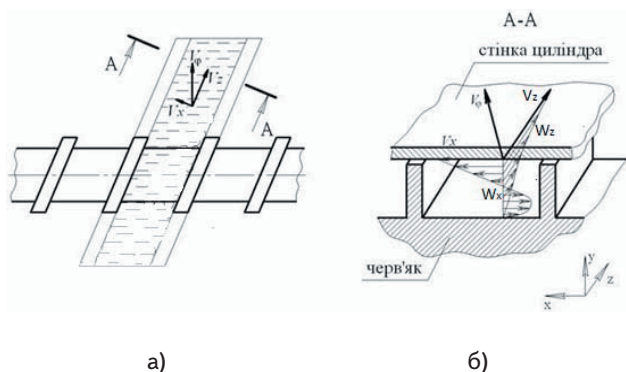 A
Vφ
Vz
Vx
A
а)
А-А
стінка циліндра
Vφ
Vz
Wz
Vx
Wx
черв'як
y
z
x
б)